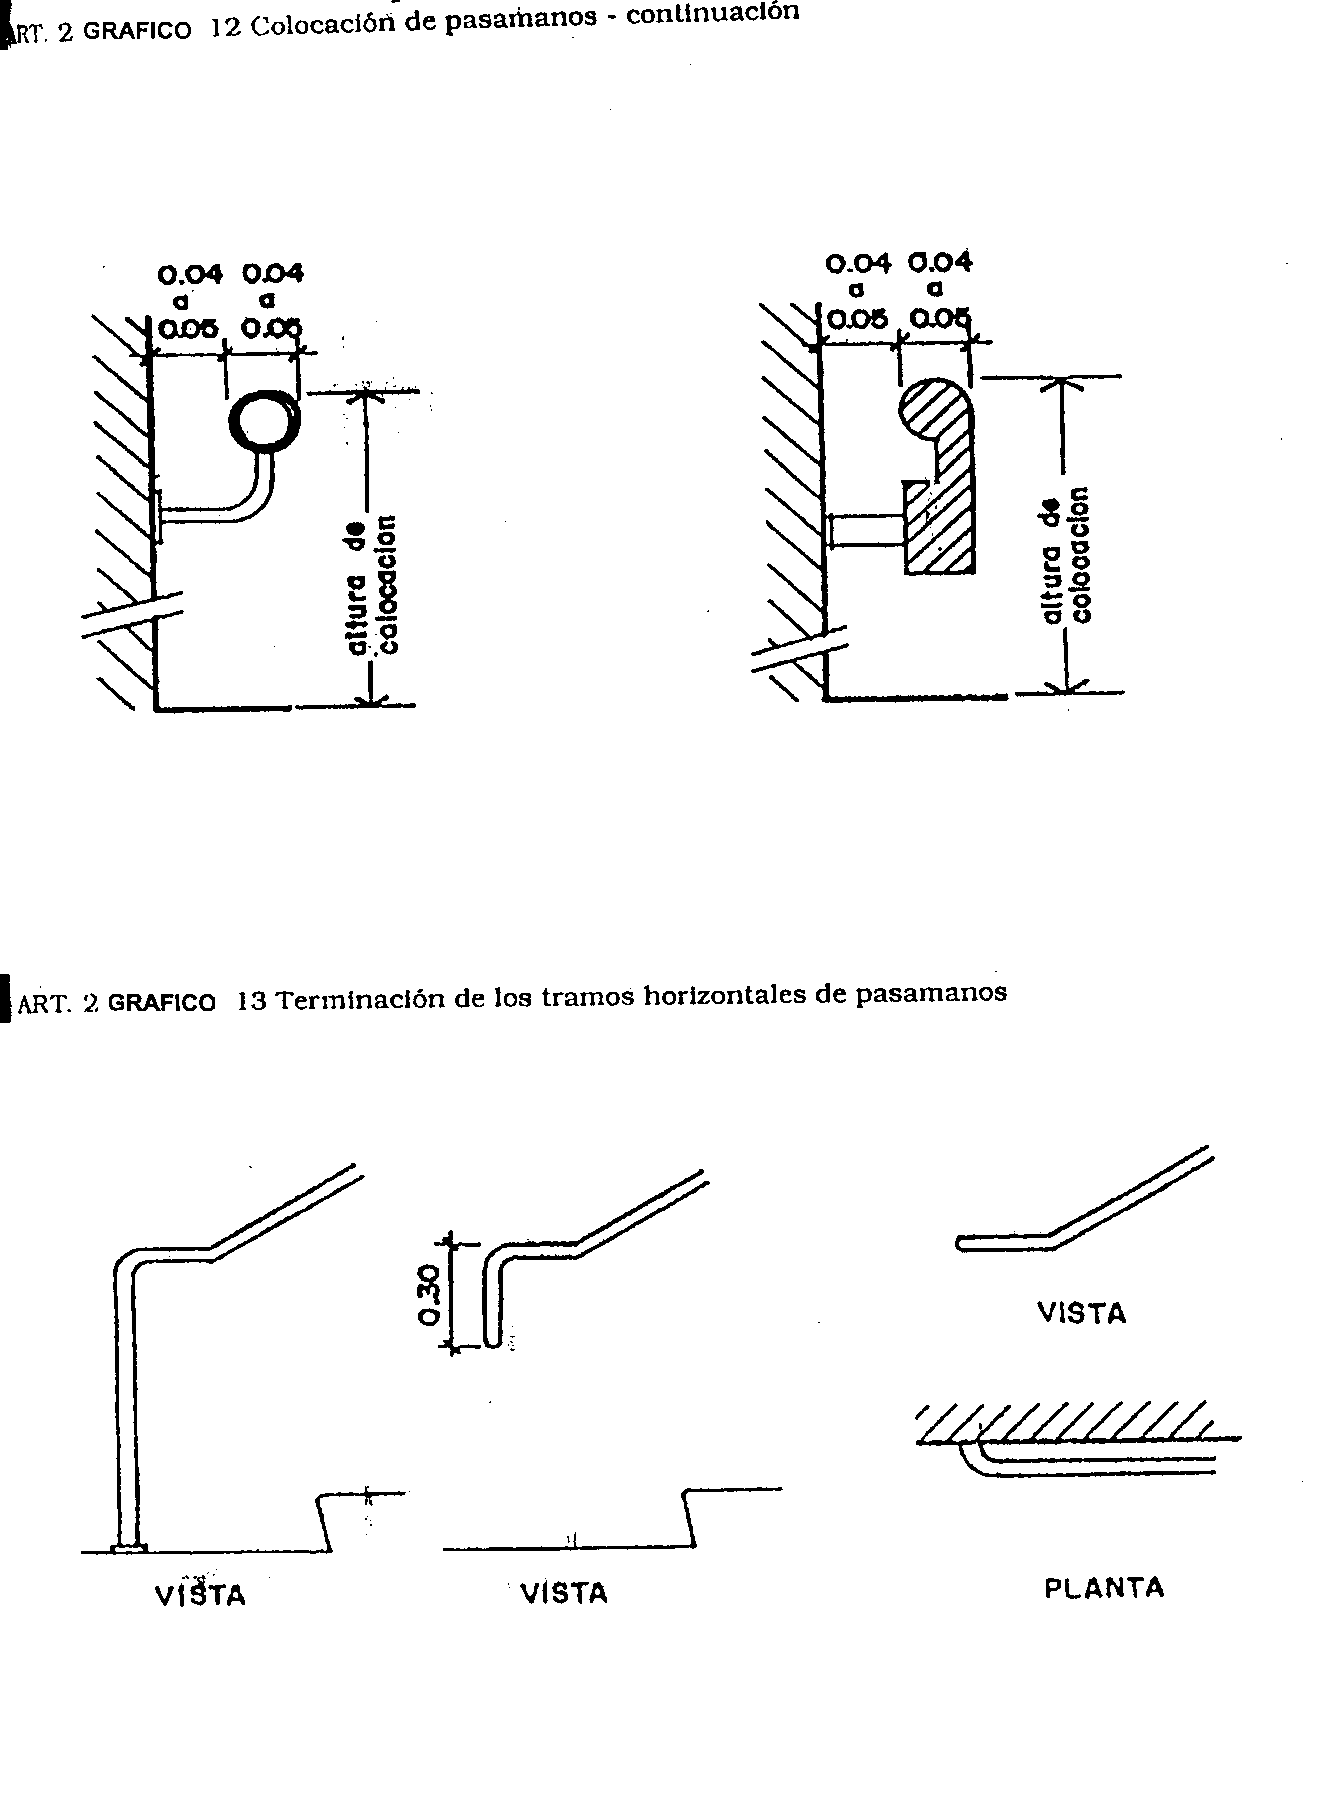 ART. 2 GRAFICO 12 Colocación de pasamanos - continuación
0.04 0.04
a a
0.05 0.05
altura de
colocacion
0.04 0.04
a a
0.05 0.05
altura de
colocacion
ART. 2 GRAFICO 13 Terminación de los tramos horizontales de pasamanos
0.30
VISTA
VISTA
VISTA
PLANTA